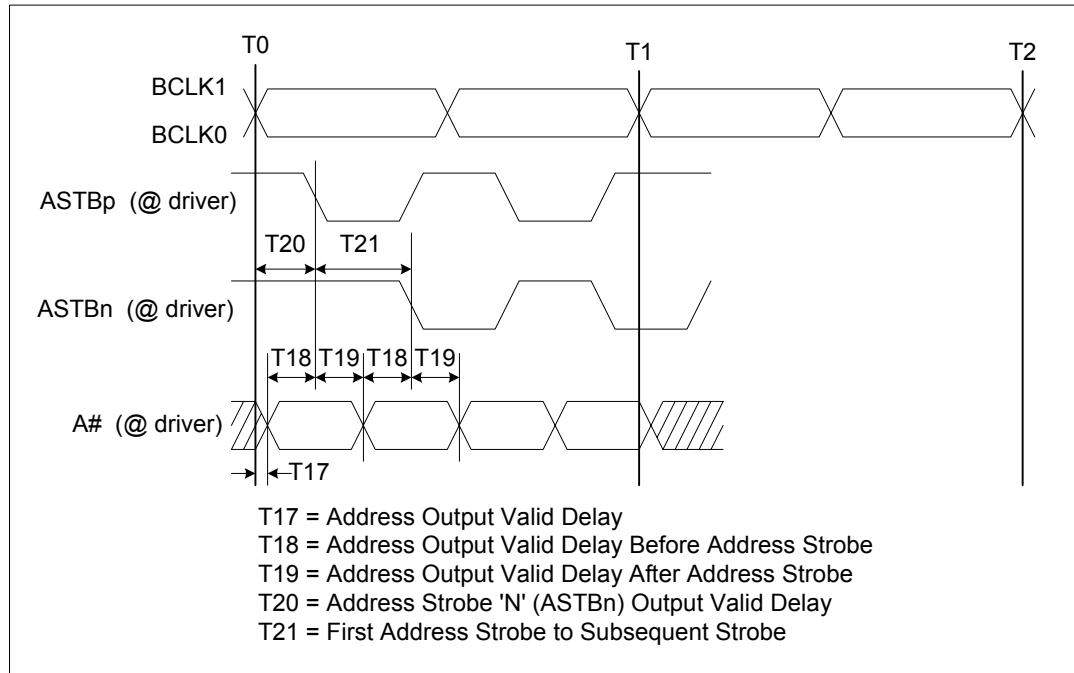 T0
T1
T2
BCLK1
BCLK0
ASTBp (@ driver)
T20 T21
ASTBn (@ driver)
T18 T19 T18 T19
A# (@ driver)
T17
T17 = Address Output Valid Delay
T18 = Address Output Valid Delay Before Address Strobe
T19 = Address Output Valid Delay After Address Strobe
T20 = Address Strobe 'N' (ASTBn) Output Valid Delay
T21 = First Address Strobe to Subsequent Strobe